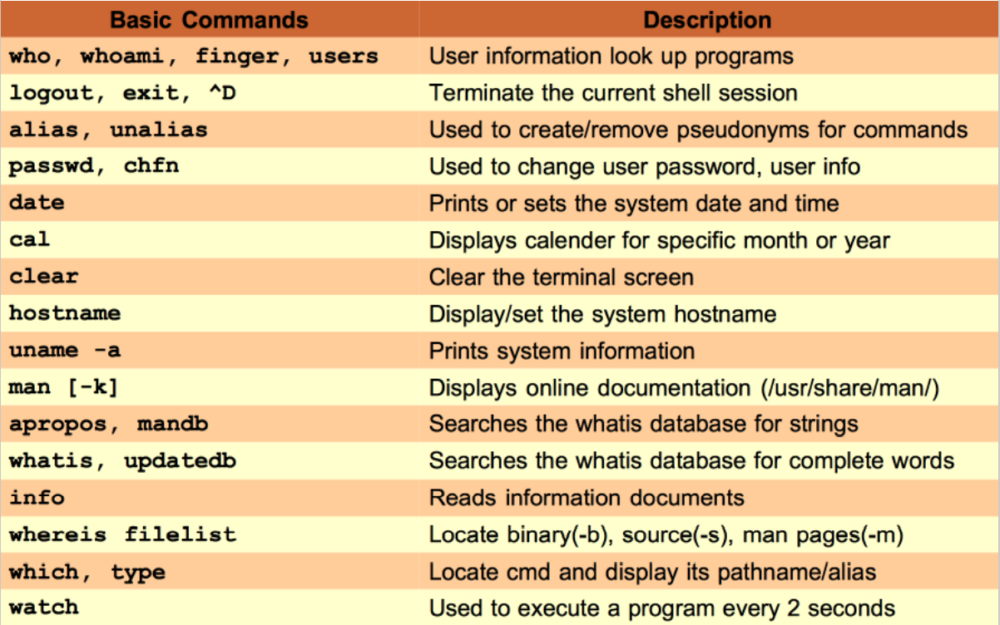 Basic Commands Description
who, whoami, finger, users User information look up programs
logout, exit, ^D Terminate the current shell session
alias, unalias Used to create/remove pseudonyms for commands
passwd, chfn Used to change user password, user info
date Prints or sets the system date and time
cal Displays calender for specific month or year
clear Clear the terminal screen
hostname Display/set the system hostname
uname -a Prints system information
man [-k] Displays online documentation (/usr/share/man/)
apropos, mandb Searches the whatis database for strings
whatis, updatedb Searches the whatis database for complete words
info Reads information documents
whereis filelist Locate binary(-b), source(-s), man pages(-m)
which, type Locate cmd and display its pathname/alias
watch Used to execute a program every 2 seconds